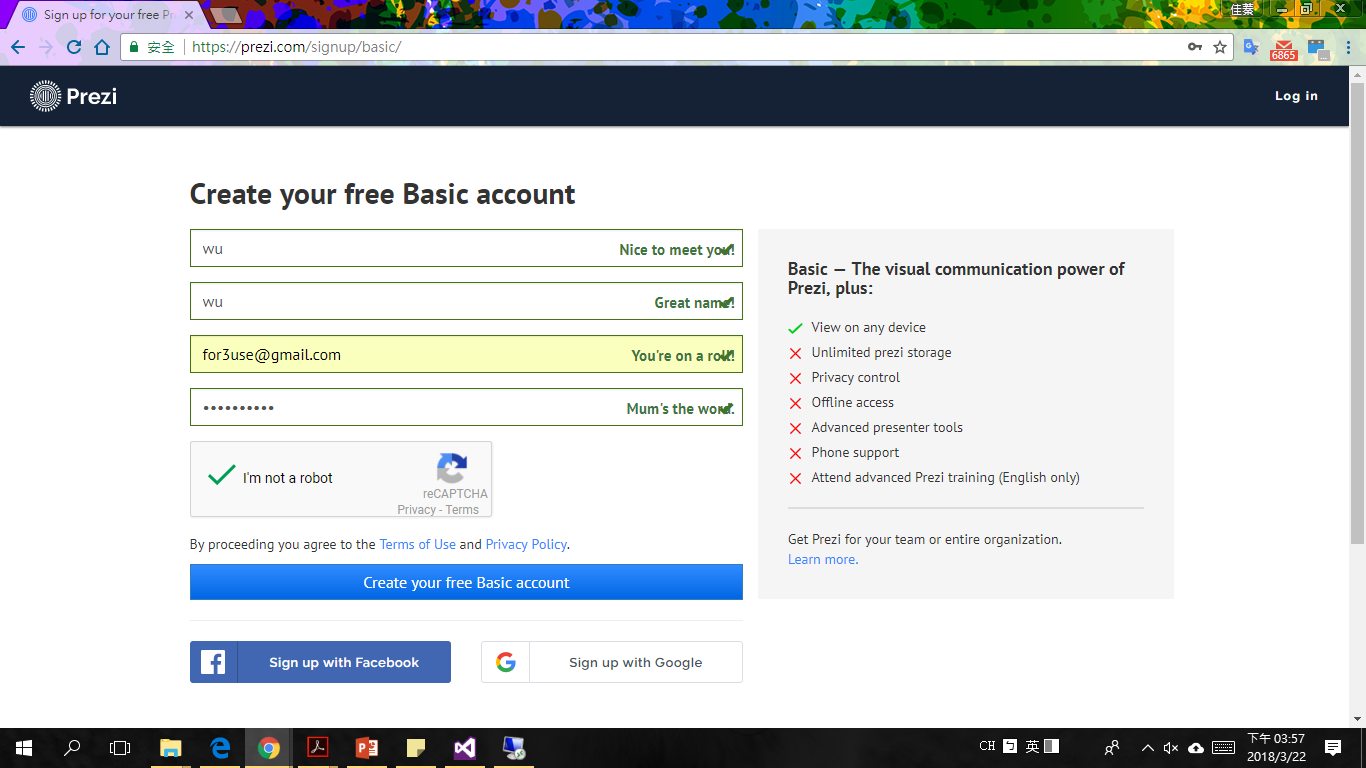 Sign up for your free Pr
佳蓁
安全
https://prezi.com/signup/basic/
6865
Prezi
Log in
Create your free Basic account
wu Nice to meet you!
wu Great name!
for3use@gmail.com You're on a roll!
•••••••••• Mum's the word.
I'm not a robot
reCAPTCHA
Privacy - Terms
By proceeding you agree to the Terms of Use and Privacy Policy.
Create your free Basic account
Sign up with Facebook
Sign up with Google
Basic — The visual communication power of
Prezi, plus:
View on any device
Unlimited prezi storage
Privacy control
Offline access
Advanced presenter tools
Phone support
Attend advanced Prezi training (English only)
Get Prezi for your team or entire organization.
Learn more.
CH ㄅ 英
下午 03:57
2018/3/22